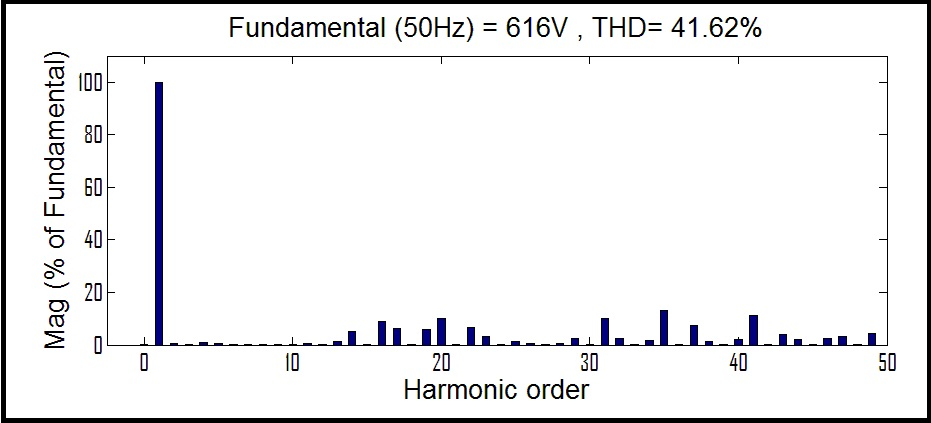 Fundamental (50Hz) = 616V , THD= 41.62%
Mag (% of Fundamental)
100
80
60
40
20
0
0 10 20 30 40 50
Harmonic order